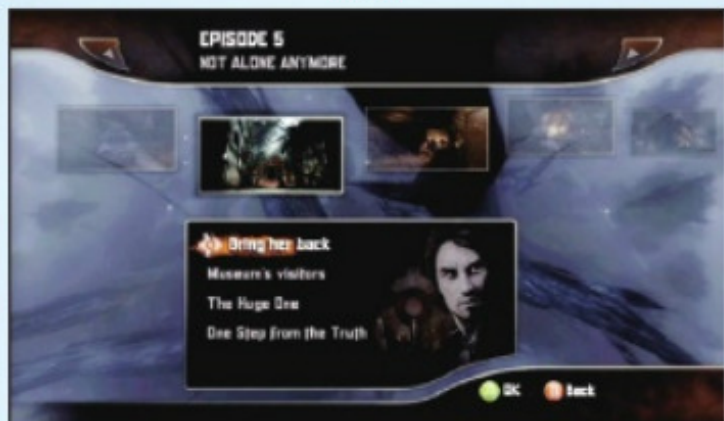 EPISODE 5
NOT ALONE ANYMORE
Bring her back
Museum's visitors
The Huge One
One Step from the Truth
OK
Back